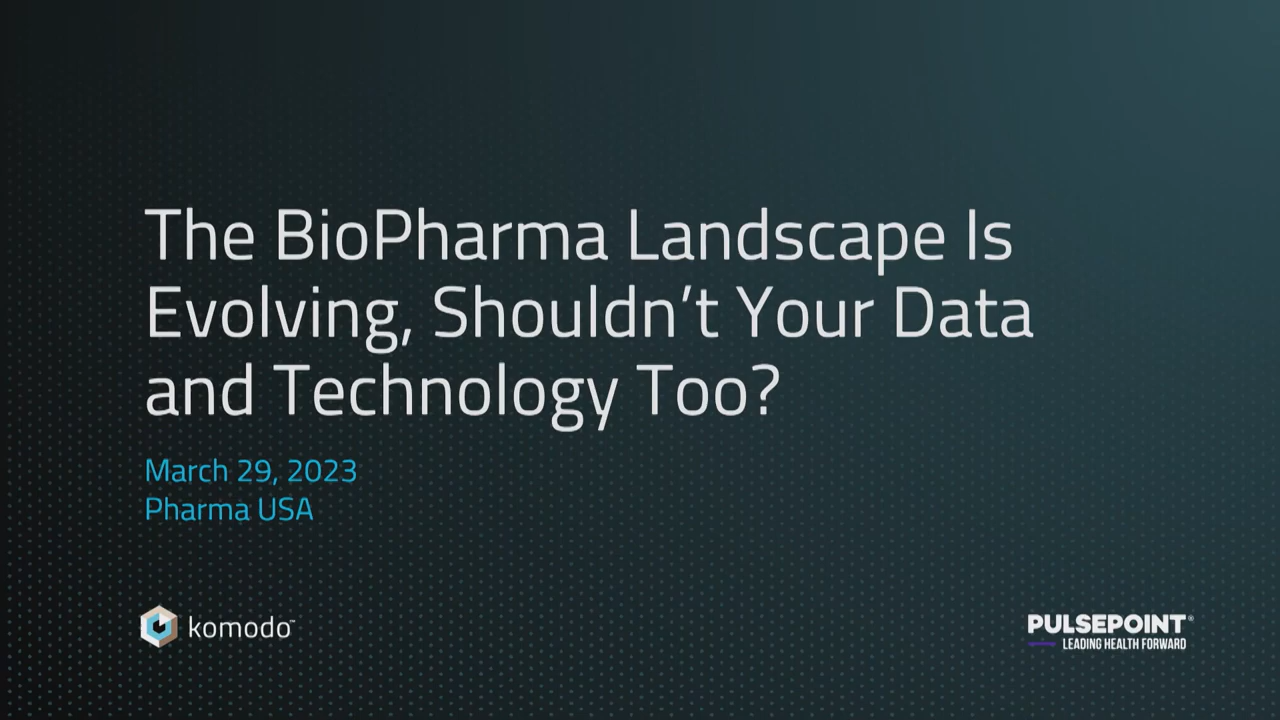 The BioPharma Landscape Is
Evolving, Shouldn’t Your Data
and Technology Too?
March 29, 2023
Pharma USA
komodo™
PULSEPOINT®
LEADING HEALTH FORWARD